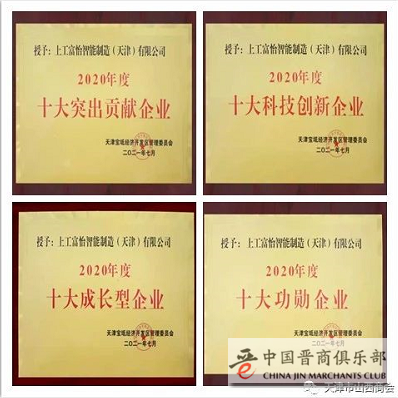 授予：上工富怡智能制造（天津）有限公司
2020年度
十大突出贡献企业
天津宝坻经济开发区管理委员会
二〇二一年七月
授予：上工富怡智能制造（天津）有限公司
2020年度
十大科技创新企业
天津宝坻经济开发区管理委员会
二〇二一年七月
授予：上工富怡智能制造（天津）有限公司
2020年度
十大成长型企业
天津宝坻经济开发区管理委员会
二〇二一年七月
授予：上工富怡智能制造（天津）有限公司
2020年度
十大功勋企业
天津宝坻经济开发区管理委员会
中国晋商俱乐部
CHINA JIN MARCHANTS CLUB
天津市山西商会